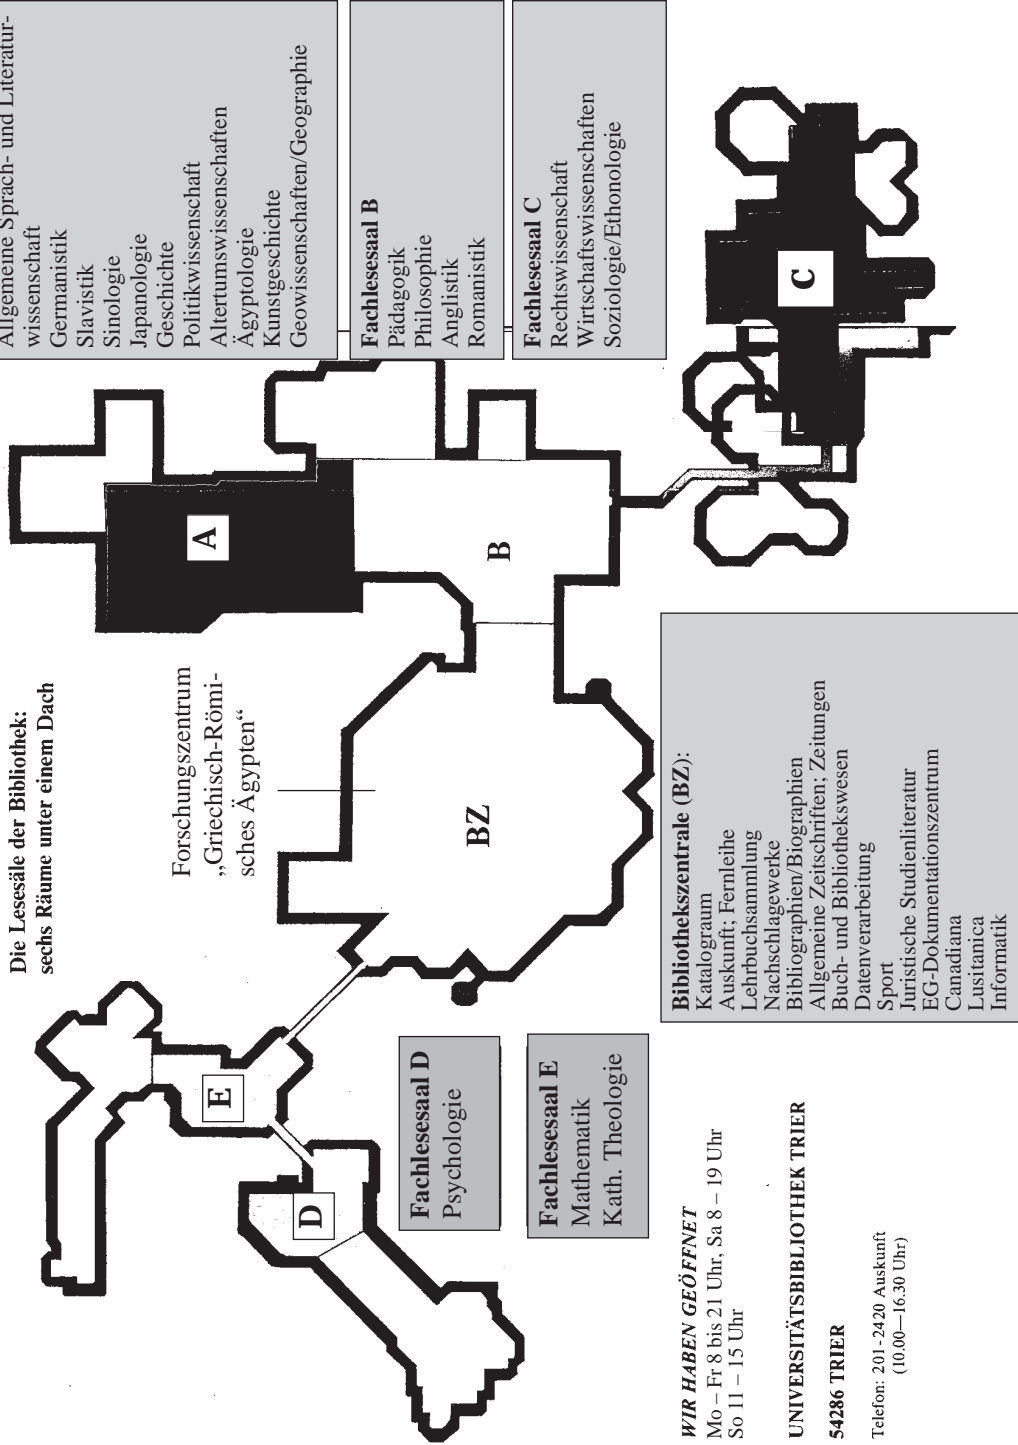 Die Lesesäle der Bibliothek:
sechs Räume unter einem Dach
Forschungszentrum
„Griechisch-Römi-
sches Ägypten“
Allgemeine Sprach- und Literatur-
wissenschaft
Germanistik
Slavistik
Sinologie
Japanologie
Geschichte
Politikwissenschaft
Altertumswissenschaften
Ägyptologie
Kunstgeschichte
Geowissenschaften/Geographie
Fachlesesaal B
Pädagogik
Philosophie
Anglistik
Romanistik
Fachlesesaal C
Rechtswissenschaft
Wirtschaftswissenschaften
Soziologie/Ethonologie
A
B
C
BZ
E
D
Fachlesesaal D
Psychologie
Fachlesesaal E
Mathematik
Kath. Theologie
Bibliothekszentrale (BZ):
Katalograum
Auskunft; Fernleihe
Lehrbuchsammlung
Nachschlagewerke
Bibliographien/Biographien
Allgemeine Zeitschriften; Zeitungen
Buch- und Bibliothekswesen
Datenverarbeitung
Sport
Juristische Studienliteratur
EG-Dokumentationszentrum
Canadiana
Lusitanica
Informatik
WIR HABEN GEÖFFNET
Mo – Fr 8 bis 21 Uhr, Sa 8 – 19 Uhr
So 11 – 15 Uhr
UNIVERSITÄTSBIBLIOTHEK TRIER
54286 TRIER
Telefon: 201-2420 Auskunft
(10.00—16.30 Uhr)